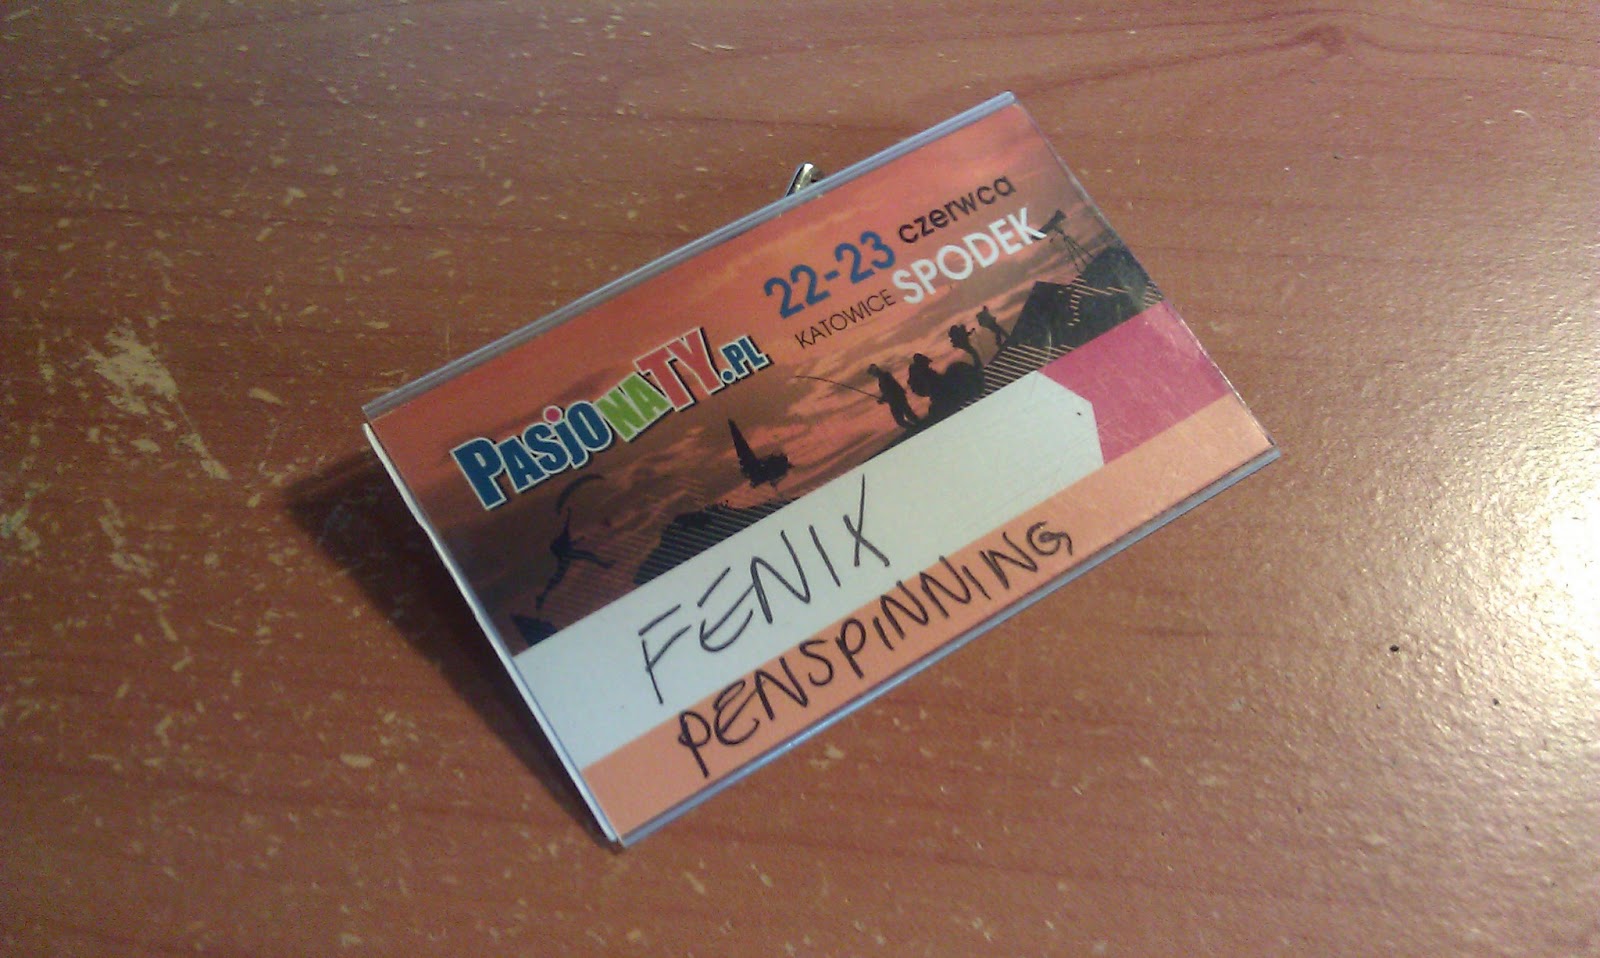 22-23 czerwca
KATOWICE SPODEK
PASJONATY.PL
FENIX
PENSPINNING